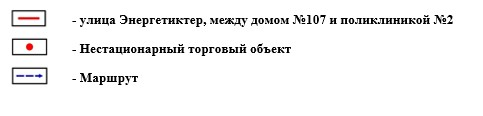 - улица Энергетиктер, между домом №107 и поликлиникой №2
- Нестационарный торговый объект
- Маршрут